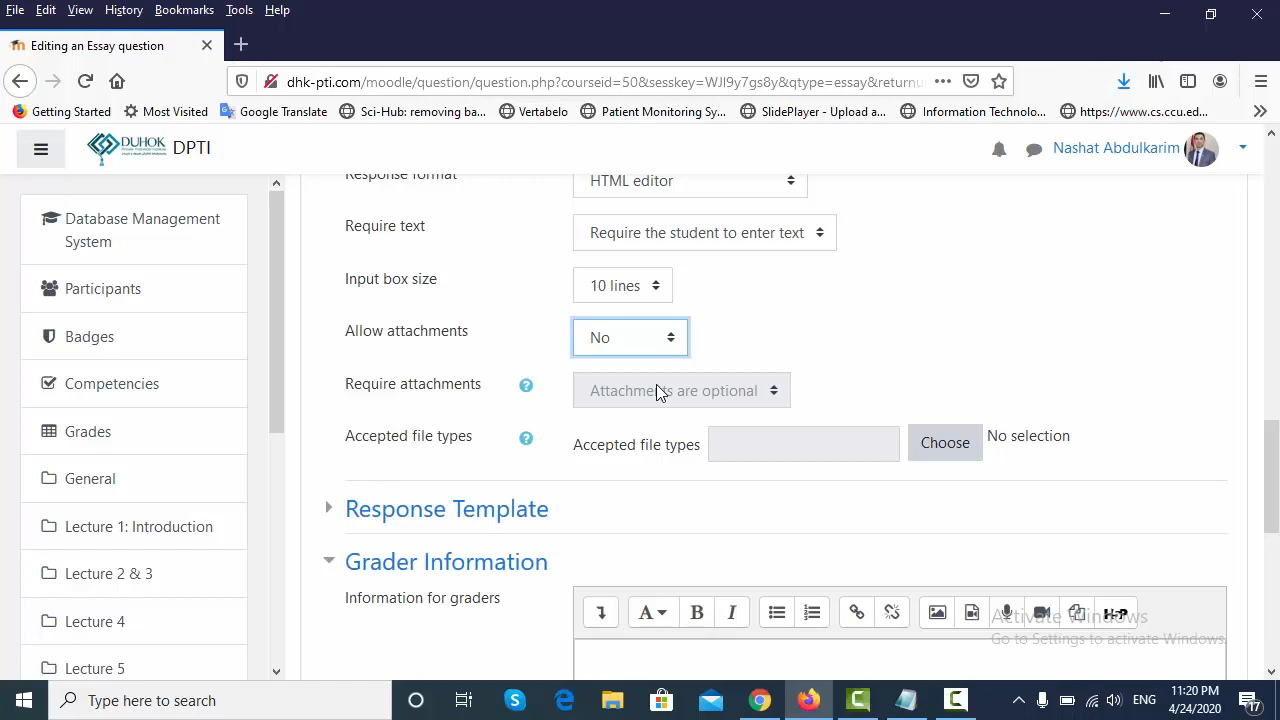 File Edit View History Bookmarks Tools Help
Editing an Essay question
dhk-pti.com/moodle/question/question.php?courseid=50&sesskey=WJI9y7gs8y&qtype=essay&returnu
Getting Started Most Visited Google Translate Sci-Hub: removing ba... Vertabelo Patient Monitoring Sy... SlidePlayer - Upload a... Information Technolo... https://www.cs.ccu.ed...
DUHOK DPTI Nashat Abdulkarim
Response format HTML editor
Database Management System
Participants
Badges
Competencies
Grades
General
Lecture 1: Introduction
Lecture 2 & 3
Lecture 4
Lecture 5
Require text Require the student to enter text
Input box size 10 lines
Allow attachments No
Require attachments Attachments are optional
Accepted file types Accepted file types Choose No selection
Response Template
Grader Information
Information for graders
A B I H-P
Activate Windows
Go to Settings to activate Windows.
Type here to search
ENG
11:20 PM
4/24/2020
17